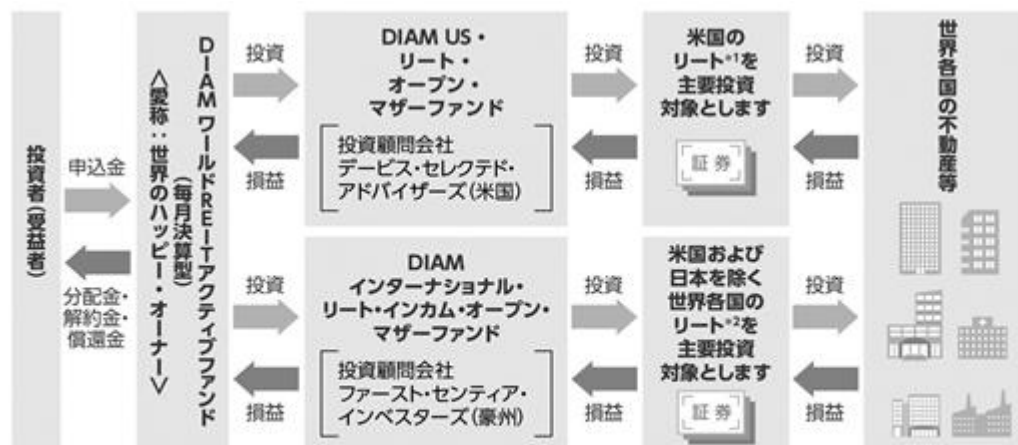 投資者(受益者)
申込金
分配金・
解約金・
償還金
DIAM ワールドREITアクティブファンド
(毎月決算型)
<愛称:世界のハッピー・オーナー>
投資
損益
DIAM US・
リート・
オープン・
マザーファンド
投資顧問会社
デービス・セレクテド・
アドバイザーズ(米国)
投資
損益
米国の
リート*1を
主要投資
対象とします
証券
投資
損益
投資
損益
DIAM
インターナショナル・
リート・インカム・オープン・
マザーファンド
投資顧問会社
ファースト・センティア・
インベスターズ(豪州)
投資
損益
米国および
日本を除く
世界各国の
リート*2を
主要投資
対象とします
証券
投資
損益
世界各国の不動産等